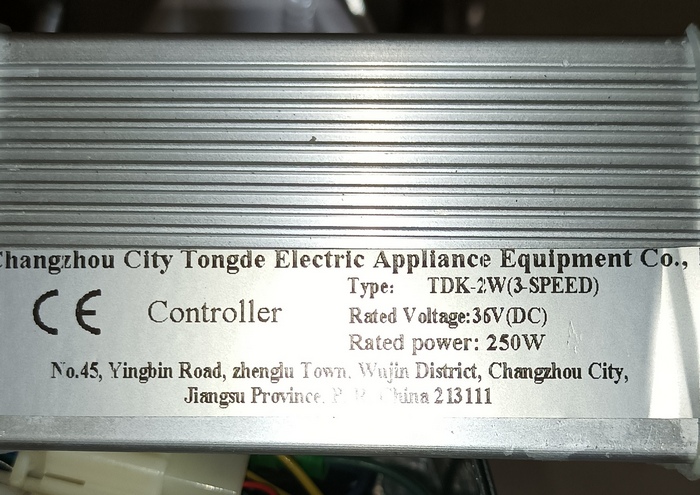 Changzhou City Tongde Electric Appliance Equipment Co.,
CE
Controller
Type: TDK-2W(3-SPEED)
Rated Voltage:36V(DC)
Rated power: 250W
No.45, Yingbin Road, zhenglu Town, Wujin District, Changzhou City,
Jiangsu Province, P. R. China 213111